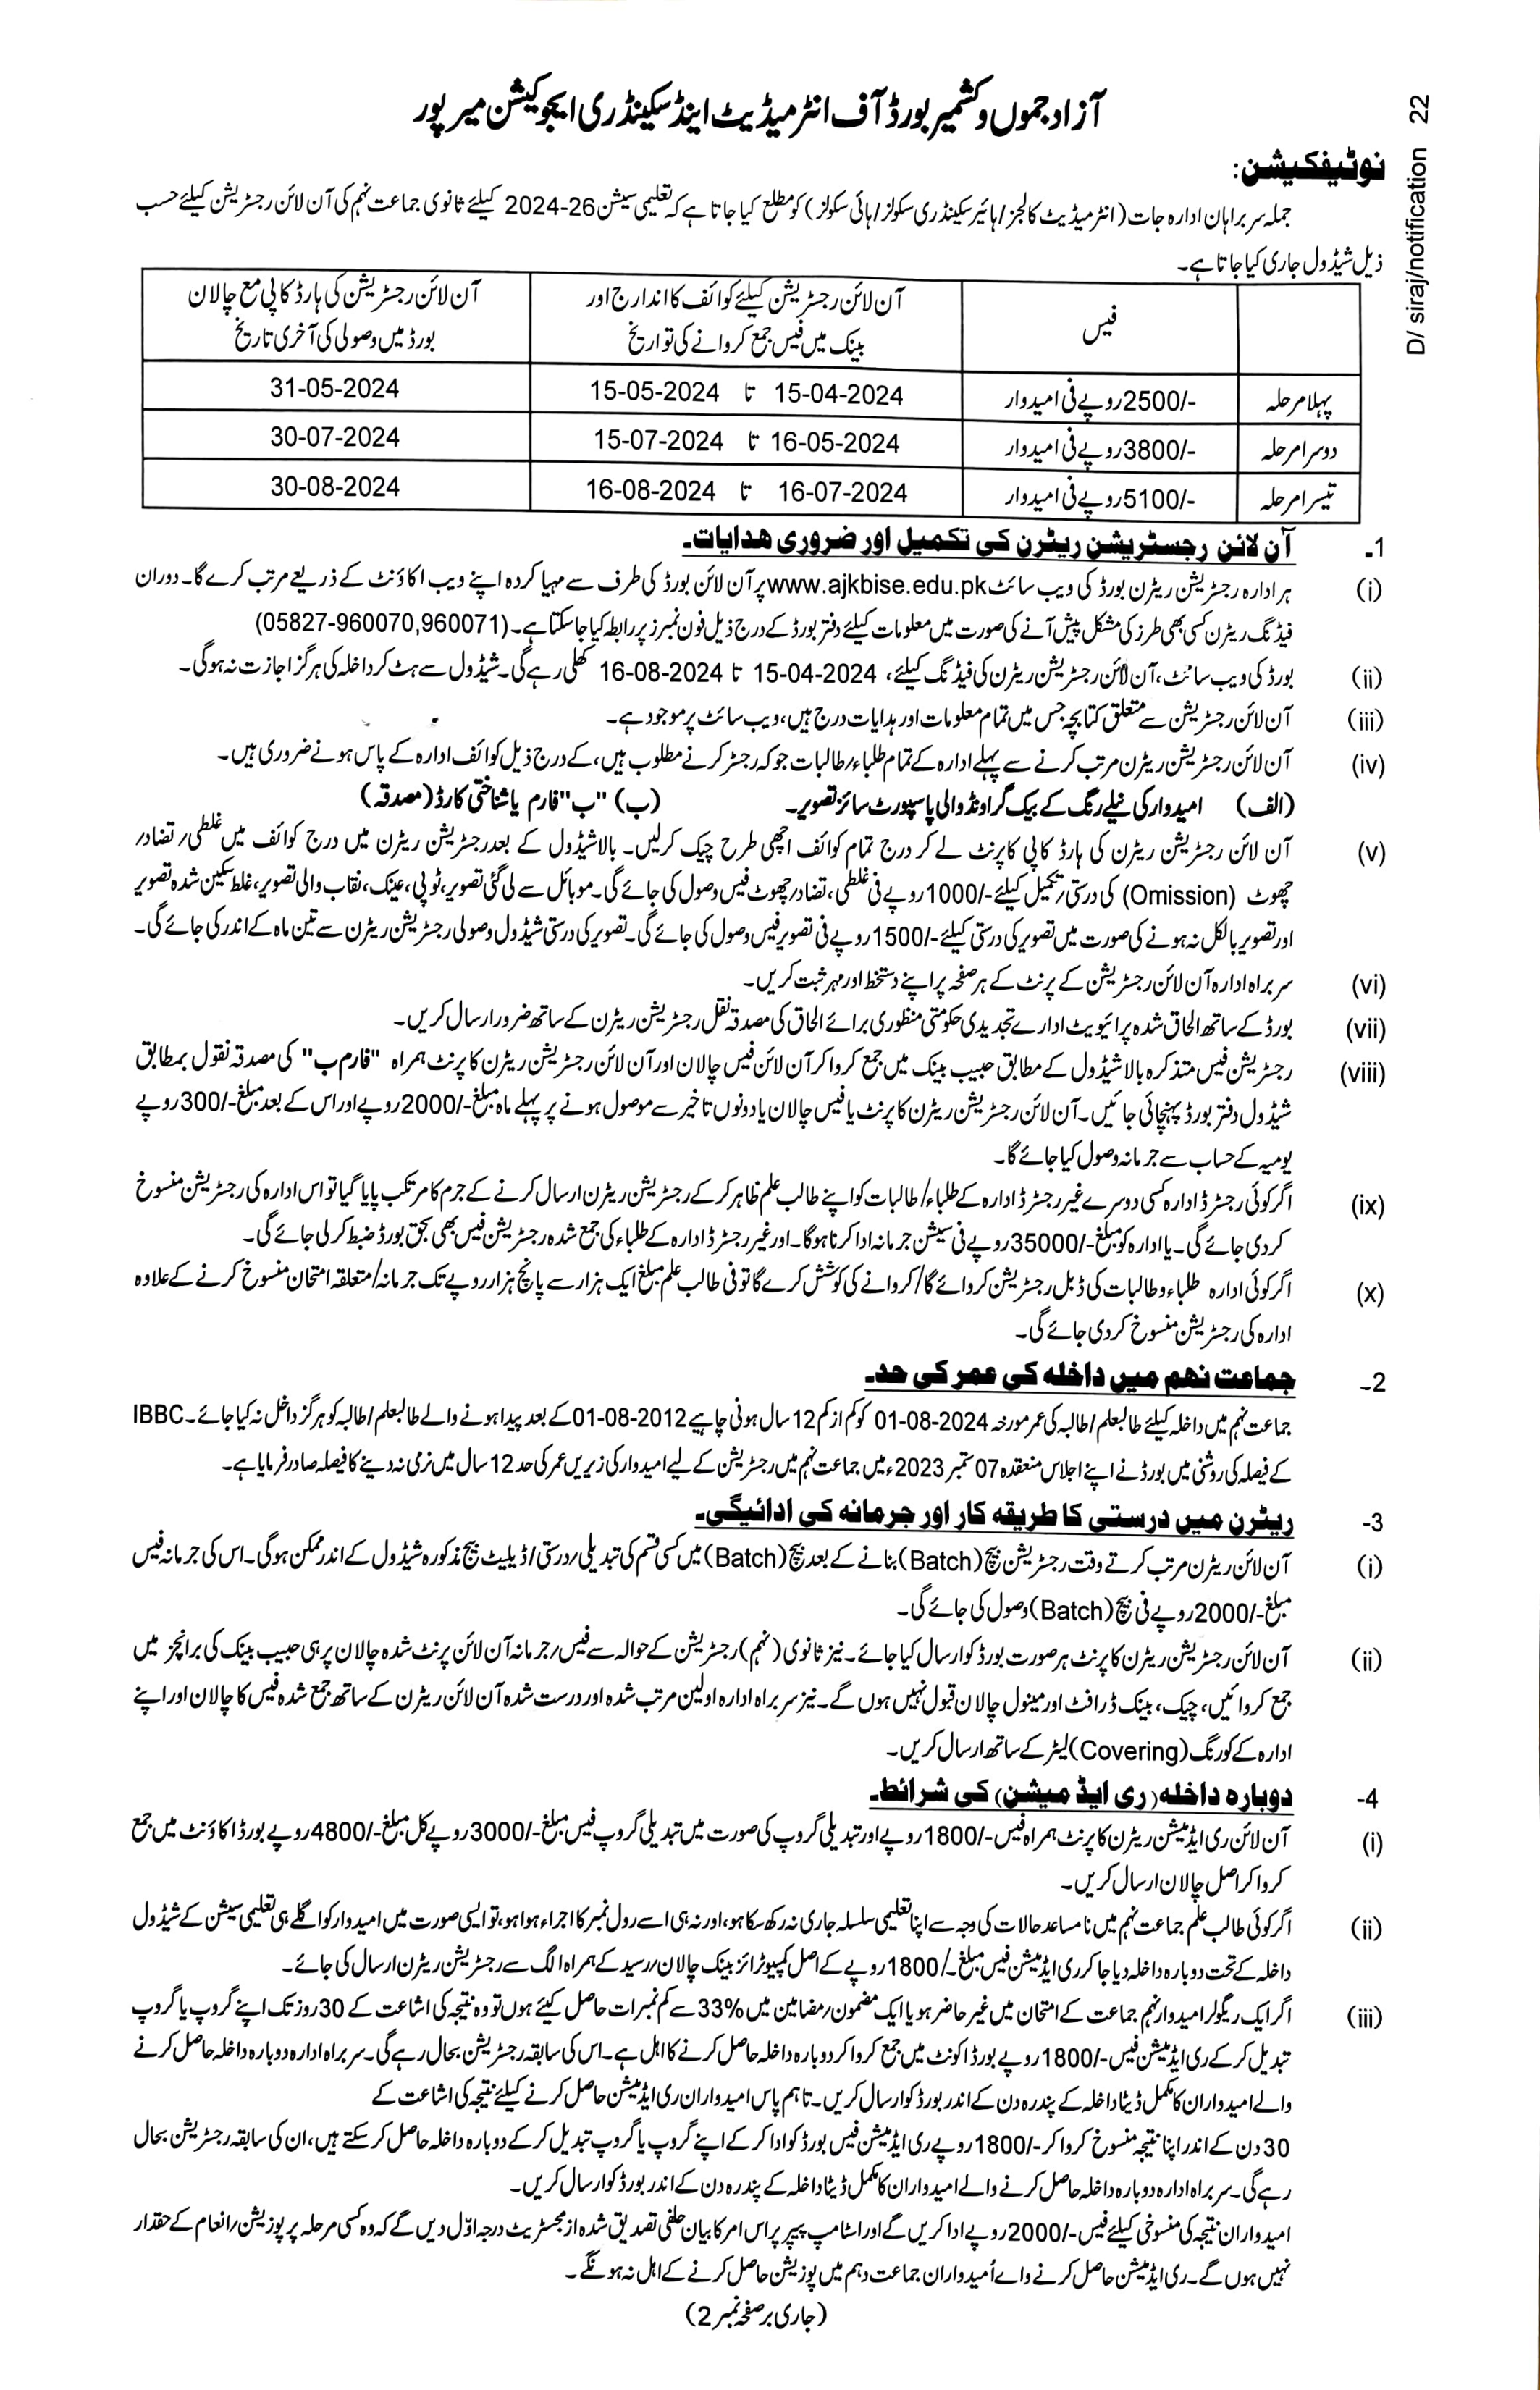 D/ siraj/notification 22
آزاد جموں و کشمیر بورڈ آف انٹرمیڈیٹ اینڈ سکینڈری ایجوکیشن میرپور
نوٹیفکیشن:
جملہ سربراہان ادارہ جات (انٹرمیڈیٹ کالجز/ہائیر سکینڈری سکولز/ہائی سکولز) کو مطلع کیا جاتا ہے کہ تعلیمی سیشن 26-2024 کیلئے ثانوی جماعت نہم کی آن لائن رجسٹریشن کیلئے حسب
ذیل شیڈول جاری کیا جاتا ہے۔
فیس آن لائن رجسٹریشن کیلئے کوائف کا اندارج اور آن لائن رجسٹریشن کی ہارڈ کاپی مع چالان
بینک میں فیس جمع کروانے کی تواریخ بورڈ میں وصولی کی آخری تاریخ
پہلا مرحلہ 2500/- روپے فی امیدوار 15-04-2024 تا 15-05-2024 31-05-2024
دوسرا مرحلہ 3800/- روپے فی امیدوار 16-05-2024 تا 15-07-2024 30-07-2024
تیسرا مرحلہ 5100/- روپے فی امیدوار 16-07-2024 تا 16-08-2024 30-08-2024
1۔ آن لائن رجسٹریشن ریٹرن کی تکمیل اور ضروری ھدایات۔
(i) ہر ادارہ رجسٹریشن ریٹرن بورڈ کی ویب سائٹ www.ajkbise.edu.pk پر آن لائن بورڈ کی طرف سے مہیا کردہ اپنے ویب اکاؤنٹ کے ذریعے مرتب کرے گا۔ دوران
فیڈنگ ریٹرن کسی بھی طرز کی مشکل پیش آنے کی صورت میں معلومات کیلئے دفتر بورڈ کے درج ذیل فون نمبرز پر رابطہ کیا جا سکتا ہے۔ (05827-960070,960071)
(ii) بورڈ کی ویب سائٹ، آن لائن رجسٹریشن ریٹرن کی فیڈنگ کیلئے، 15-04-2024 تا 16-08-2024 کھلی رہے گی۔ شیڈول سے ہٹ کر داخلہ کی ہرگز اجازت نہ ہوگی۔
(iii) آن لائن رجسٹریشن سے متعلق کتابچہ جس میں تمام معلومات اور ہدایات درج ہیں، ویب سائٹ پر موجود ہے۔
(iv) آن لائن رجسٹریشن ریٹرن مرتب کرنے سے پہلے ادارہ کے تمام طلباء/طالبات جو کہ رجسٹر کرنے مطلوب ہیں، کے درج ذیل کوائف ادارہ کے پاس ہونے ضروری ہیں۔
(الف) امیدوار کی نیلے رنگ کے بیک گراونڈ والی پاسپورٹ سائز تصویر۔ (ب) "ب" فارم یا شناختی کارڈ (مصدقہ)
(v) آن لائن رجسٹریشن ریٹرن کی ہارڈ کاپی کا پرنٹ لے کر درج تمام کوائف اچھی طرح چیک کرلیں۔ بالا شیڈول کے بعد رجسٹریشن ریٹرن میں درج کوائف میں غلطی/تضاد/
چھوٹ (Omission) کی درستی/تکمیل کیلئے 1000/- روپے فی غلطی، تضاد/چھوٹ فیس وصول کی جائے گی۔ موبائل سے لی گئی تصویر، ٹوپی، عینک، نقاب والی تصویر، غلط سکین شدہ تصویر
اور تصویر بالکل نہ ہونے کی صورت میں تصویر کی درستی کیلئے 1500/- روپے فی تصویر فیس وصول کی جائے گی۔ تصویر کی درستی شیڈول وصولی رجسٹریشن ریٹرن سے تین ماہ کے اندر کی جائے گی۔
(vi) سربراہ ادارہ آن لائن رجسٹریشن کے پرنٹ کے ہر صفحہ پر اپنے دستخط اور مہر ثبت کریں۔
(vii) بورڈ کے ساتھ الحاق شدہ پرائیویٹ ادارے تجدیدی حکومتی منظوری برائے الحاق کی مصدقہ نقل رجسٹریشن ریٹرن کے ساتھ ضرور ارسال کریں۔
(viii) رجسٹریشن فیس متذکرہ بالا شیڈول کے مطابق حبیب بینک میں جمع کروا کر آن لائن فیس چالان اور آن لائن رجسٹریشن ریٹرن کا پرنٹ ہمراہ "فارم ب" کی مصدقہ نقول بمطابق
شیڈول دفتر بورڈ پہنچائی جائیں۔ آن لائن رجسٹریشن ریٹرن کا پرنٹ یا فیس چالان یا دونوں تاخیر سے موصول ہونے پر پہلے ماہ مبلغ 2000/- روپے اور اس کے بعد مبلغ 300/- روپے
یومیہ کے حساب سے جرمانہ وصول کیا جائے گا۔
(ix) اگر کوئی رجسٹرڈ ادارہ کسی دوسرے غیر رجسٹرڈ ادارہ کے طلباء/طالبات کو اپنے طالب علم ظاہر کر کے رجسٹریشن ریٹرن ارسال کرنے کے جرم کا مرتکب پایا گیا تو اس ادارہ کی رجسٹریشن منسوخ
کر دی جائے گی۔ یا ادارہ کو مبلغ 35000/- روپے فی سیشن جرمانہ ادا کرنا ہوگا۔ اور غیر رجسٹرڈ ادارہ کے طلباء کی جمع شدہ رجسٹریشن فیس بھی بحق بورڈ ضبط کر لی جائے گی۔
(x) اگر کوئی ادارہ طلباء و طالبات کی ڈبل رجسٹریشن کروائے گا/کروانے کی کوشش کرے گا تو فی طالب علم مبلغ ایک ہزار سے پانچ ہزار روپے تک جرمانہ/متعلقہ امتحان منسوخ کرنے کے علاوہ
ادارہ کی رجسٹریشن منسوخ کر دی جائے گی۔
2۔ جماعت نھم میں داخلہ کی عمر کی حد۔
جماعت نہم میں داخلہ کیلئے طالبعلم/طالبہ کی عمر مورخہ 01-08-2024 کو کم از کم 12 سال ہونی چاہیے 01-08-2012 کے بعد پیدا ہونے والے طالبعلم/طالبہ کو ہرگز داخل نہ کیا جائے۔ IBBC
کے فیصلہ کی روشنی میں بورڈ نے اپنے اجلاس منعقدہ 07 ستمبر 2023ء میں جماعت نہم میں رجسٹریشن کے لیے امیدوار کی زیریں عمر کی حد 12 سال میں نرمی نہ دینے کا فیصلہ صادر فرمایا ہے۔
3- ریٹرن میں درستی کا طریقہ کار اور جرمانہ کی ادائیگی۔
(i) آن لائن ریٹرن مرتب کرتے وقت رجسٹریشن بیچ (Batch) بنانے کے بعد بیچ (Batch) میں کسی قسم کی تبدیلی/درستی/ڈیلیٹ بیچ مذکورہ شیڈول کے اندر ممکن ہوگی۔ اس کی جرمانہ فیس
مبلغ 2000/- روپے فی بیچ (Batch) وصول کی جائے گی۔
(ii) آن لائن رجسٹریشن ریٹرن کا پرنٹ ہر صورت بورڈ کو ارسال کیا جائے۔ نیز ثانوی (نہم) رجسٹریشن کے حوالہ سے فیس/جرمانہ آن لائن پرنٹ شدہ چالان پر ہی حبیب بینک کی برانچز میں
جمع کروائیں، چیک، بینک ڈرافٹ اور مینول چالان قبول نہیں ہوں گے۔ نیز سربراہ ادارہ اولین مرتب شدہ اور درست شدہ آن لائن ریٹرن کے ساتھ جمع شدہ فیس کا چالان اور اپنے
ادارہ کے کورنگ (Covering) لیٹر کے ساتھ ارسال کریں۔
4- دوبارہ داخلہ (ری ایڈمیشن) کی شرائط۔
(i) آن لائن ری ایڈمیشن ریٹرن کا پرنٹ ہمراہ فیس 1800/- روپے اور تبدیلی گروپ کی صورت میں تبدیلی گروپ فیس مبلغ 3000/- روپے کل مبلغ 4800/- روپے بورڈ اکاؤنٹ میں جمع
کروا کر اصل چالان ارسال کریں۔
(ii) اگر کوئی طالب علم جماعت نہم میں نامساعد حالات کی وجہ سے اپنا تعلیمی سلسلہ جاری نہ رکھ سکا ہو، اور نہ ہی اسے رول نمبر کا اجراء ہوا ہو، تو ایسی صورت میں امیدوار کو اگلے ہی تعلیمی سیشن کے شیڈول
داخلہ کے تحت دوبارہ داخلہ دیا جا کر ری ایڈمیشن فیس مبلغ 1800/- روپے کے اصل کمپیوٹرائز بینک چالان/رسید کے ہمراہ الگ سے رجسٹریشن ریٹرن ارسال کی جائے۔
(iii) اگر ایک ریگولر امیدوار نہم جماعت کے امتحان میں غیر حاضر ہو یا ایک مضمون/مضامین میں 33% سے کم نمبرات حاصل کیئے ہوں تو وہ نتیجہ کی اشاعت کے 30 روز تک اپنے گروپ یا گروپ
تبدیل کر کے ری ایڈمیشن فیس 1800/- روپے بورڈ اکونٹ میں جمع کروا کر دوبارہ داخلہ حاصل کرنے کا اہل ہے۔ اس کی سابقہ رجسٹریشن بحال رہے گی۔ سربراہ ادارہ دوبارہ داخلہ حاصل کرنے
والے امیدواران کا مکمل ڈیٹا داخلہ کے پندرہ دن کے اندر بورڈ کو ارسال کریں۔ تاہم پاس امیدواران ری ایڈمیشن حاصل کرنے کیلئے نتیجہ کی اشاعت کے
30 دن کے اندر اپنا نتیجہ منسوخ کروا کر 1800/- روپے ری ایڈمیشن فیس بورڈ کو ادا کر کے اپنے گروپ یا گروپ تبدیل کر کے دوبارہ داخلہ حاصل کر سکتے ہیں، ان کی سابقہ رجسٹریشن بحال
رہے گی۔ سربراہ ادارہ دوبارہ داخلہ حاصل کرنے والے امیدواران کا مکمل ڈیٹا داخلہ کے پندرہ دن کے اندر بورڈ کو ارسال کریں۔
امیدواران نتیجہ کی منسوخی کیلئے فیس 2000/- روپے ادا کریں گے اور اسٹامپ پیپر پر اس امر کا بیان حلفی تصدیق شدہ از مجسٹریٹ درجہ اوّل دیں گے کہ وہ کسی مرحلہ پر پوزیشن/انعام کے حقدار
نہیں ہوں گے۔ ری ایڈمیشن حاصل کرنے والے اُمیدواران جماعت دہم میں پوزیشن حاصل کرنے کے اہل نہ ہونگے۔
(جاری بر صفحہ نمبر 2)